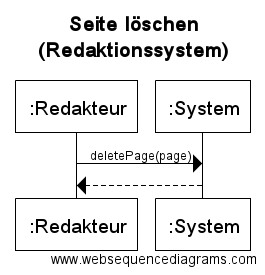 Seite löschen
(Redaktionssystem)
:Redakteur :System
deletePage(page)
:Redakteur :System
www.websequencediagrams.com